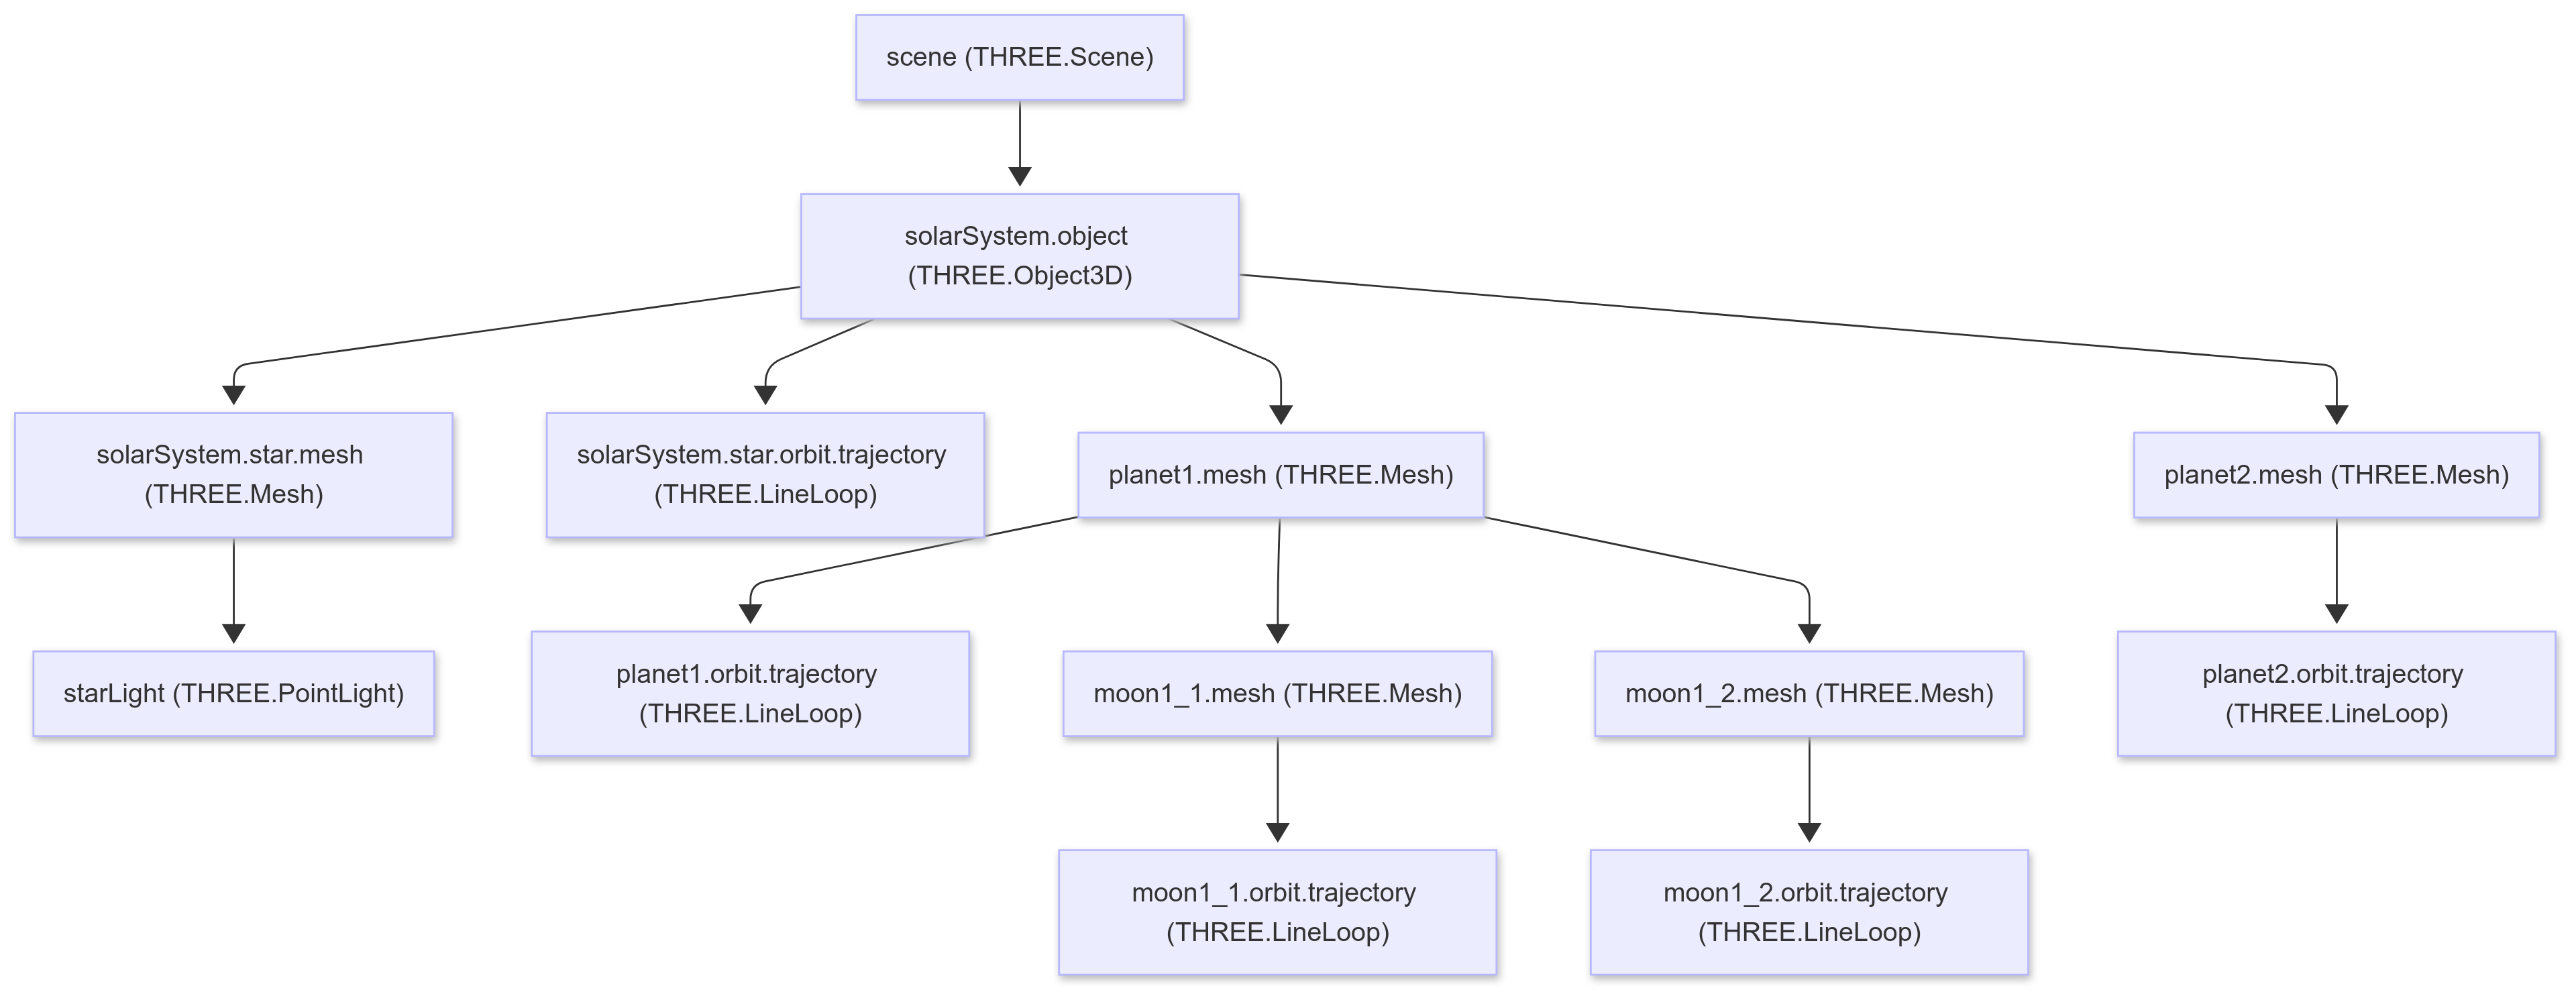 scene (THREE.Scene)
solarSystem.object
(THREE.Object3D)
solarSystem.star.mesh
(THREE.Mesh)
solarSystem.star.orbit.trajectory
(THREE.LineLoop)
planet1.mesh (THREE.Mesh)
planet2.mesh (THREE.Mesh)
starLight (THREE.PointLight)
planet1.orbit.trajectory
(THREE.LineLoop)
moon1_1.mesh (THREE.Mesh)
moon1_2.mesh (THREE.Mesh)
planet2.orbit.trajectory
(THREE.LineLoop)
moon1_1.orbit.trajectory
(THREE.LineLoop)
moon1_2.orbit.trajectory
(THREE.LineLoop)